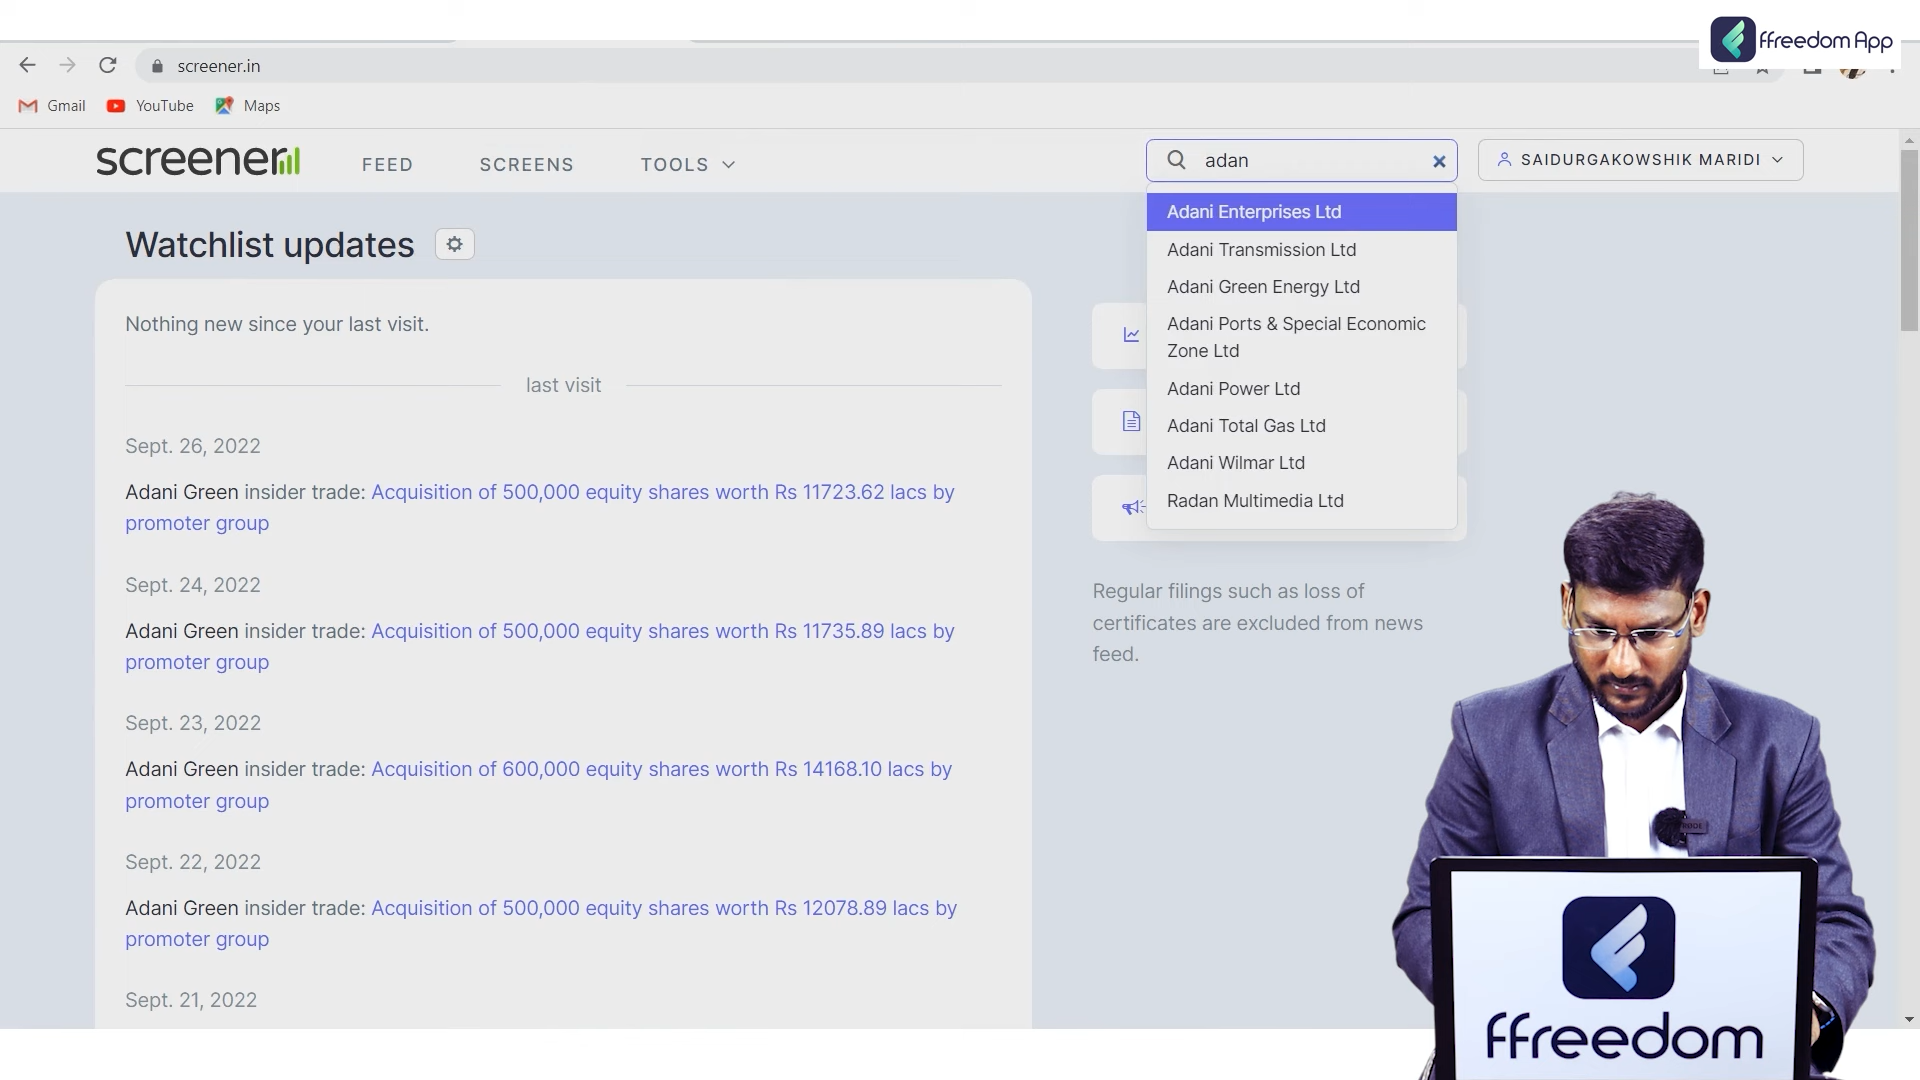 ffreedom App
screener.in
Gmail YouTube Maps
screener FEED SCREENS TOOLS adan SAIDURGAKOWSHIK MARIDI
Adani Enterprises Ltd
Adani Transmission Ltd
Adani Green Energy Ltd
Adani Ports & Special Economic
Zone Ltd
Adani Power Ltd
Adani Total Gas Ltd
Adani Wilmar Ltd
Radan Multimedia Ltd
Watchlist updates
Nothing new since your last visit.
last visit
Sept. 26, 2022
Adani Green insider trade: Acquisition of 500,000 equity shares worth Rs 11723.62 lacs by
promoter group
Sept. 24, 2022
Adani Green insider trade: Acquisition of 500,000 equity shares worth Rs 11735.89 lacs by
promoter group
Sept. 23, 2022
Adani Green insider trade: Acquisition of 600,000 equity shares worth Rs 14168.10 lacs by
promoter group
Sept. 22, 2022
Adani Green insider trade: Acquisition of 500,000 equity shares worth Rs 12078.89 lacs by
promoter group
Sept. 21, 2022
Regular filings such as loss of
certificates are excluded from news
feed.
RODE
ffreedom